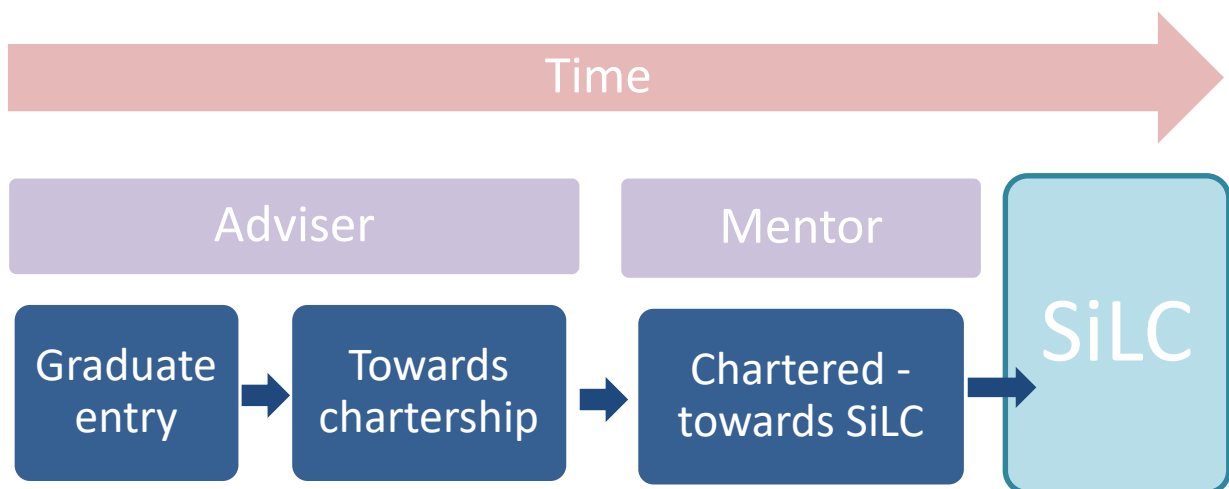 Time
Adviser
Mentor
SiLC
Graduate
entry
Towards
chartership
Chartered -
towards SiLC